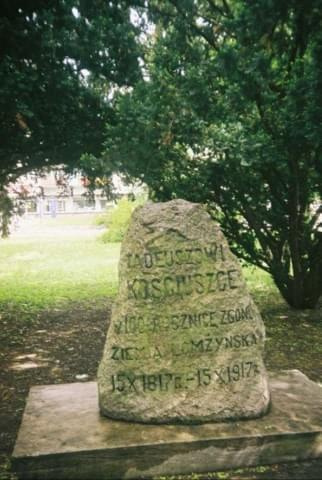 TADEUSZOWI
KOŚCIUSZCE
W 100 ROCZNICĘ ZGONU
ZIEMIA ŁOMŻYŃSKA
15 X 1817 R. - 15 X 1917 R.